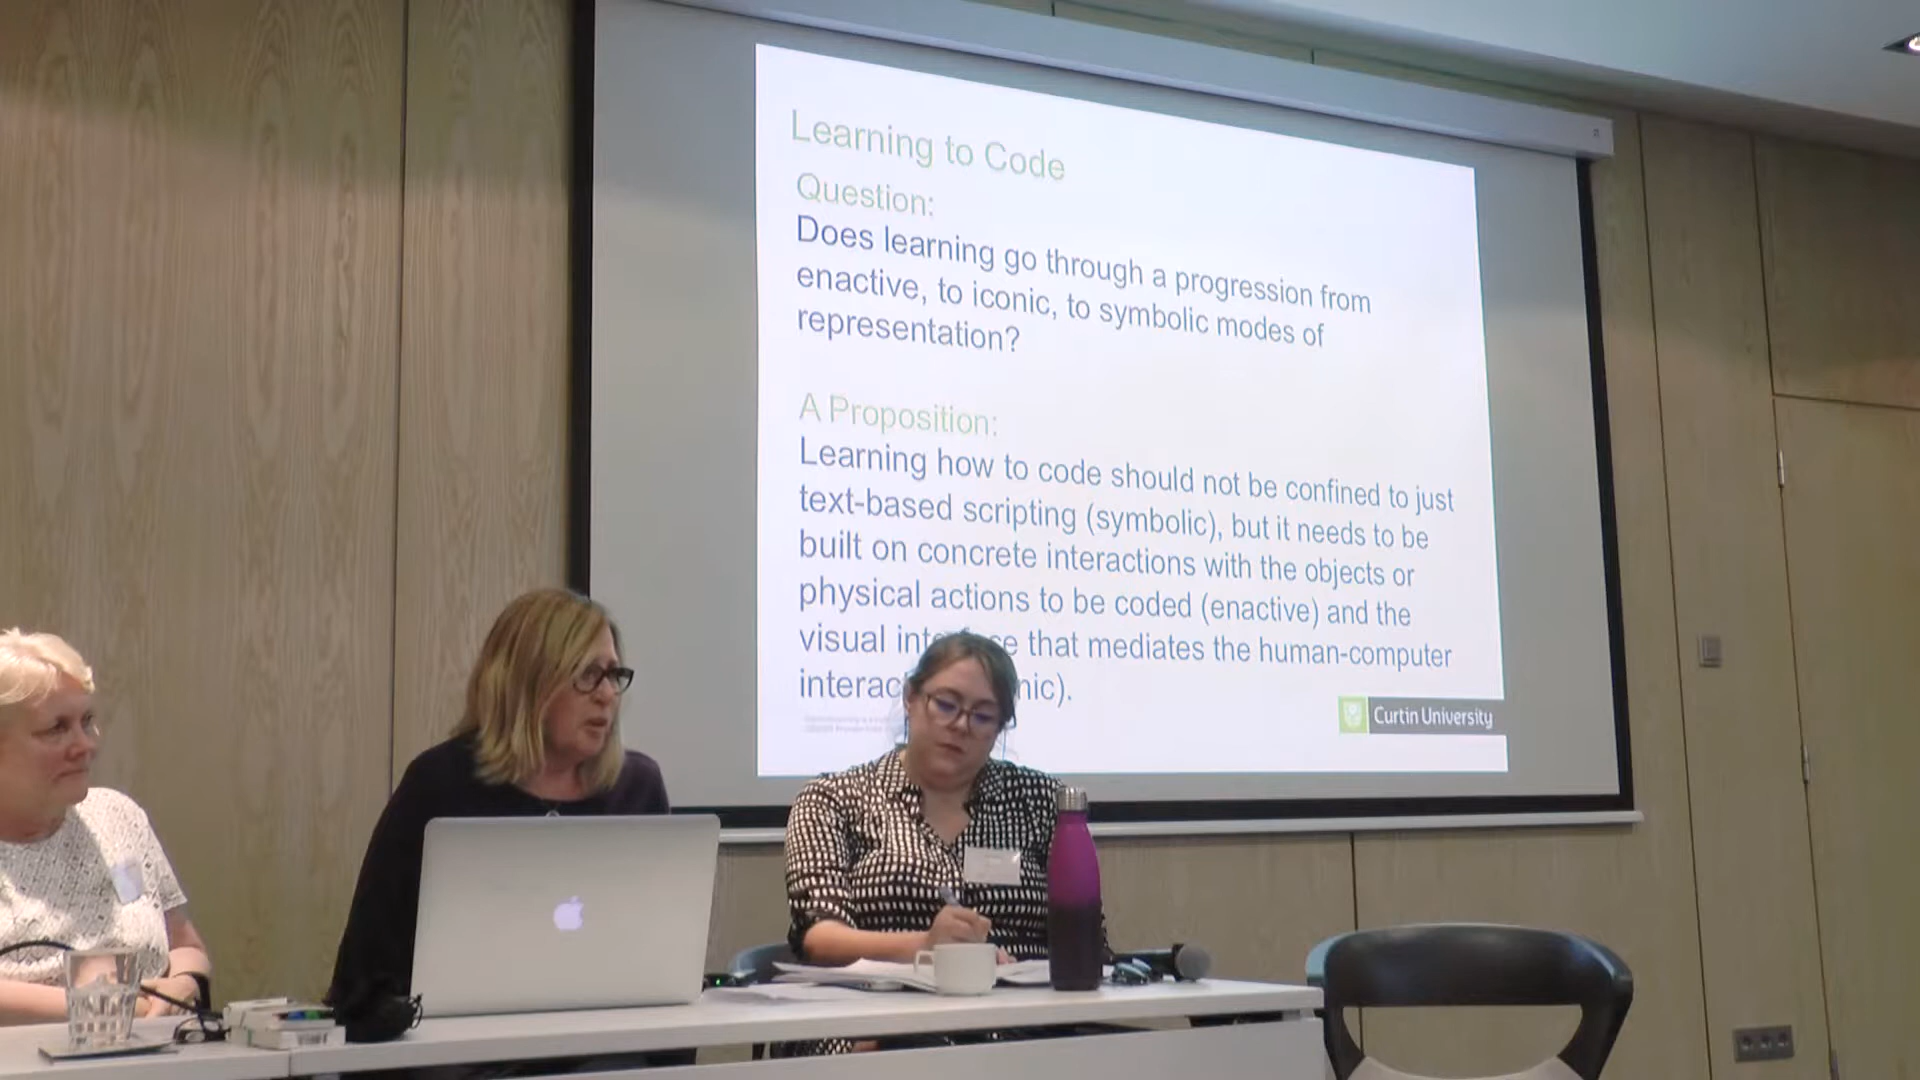 Learning to Code
Question:
Does learning go through a progression from
enactive, to iconic, to symbolic modes of
representation?
A Proposition:
Learning how to code should not be confined to just
text-based scripting (symbolic), but it needs to be
built on concrete interactions with the objects or
physical actions to be coded (enactive) and the
visual that mediates the human-computer
Curtin University